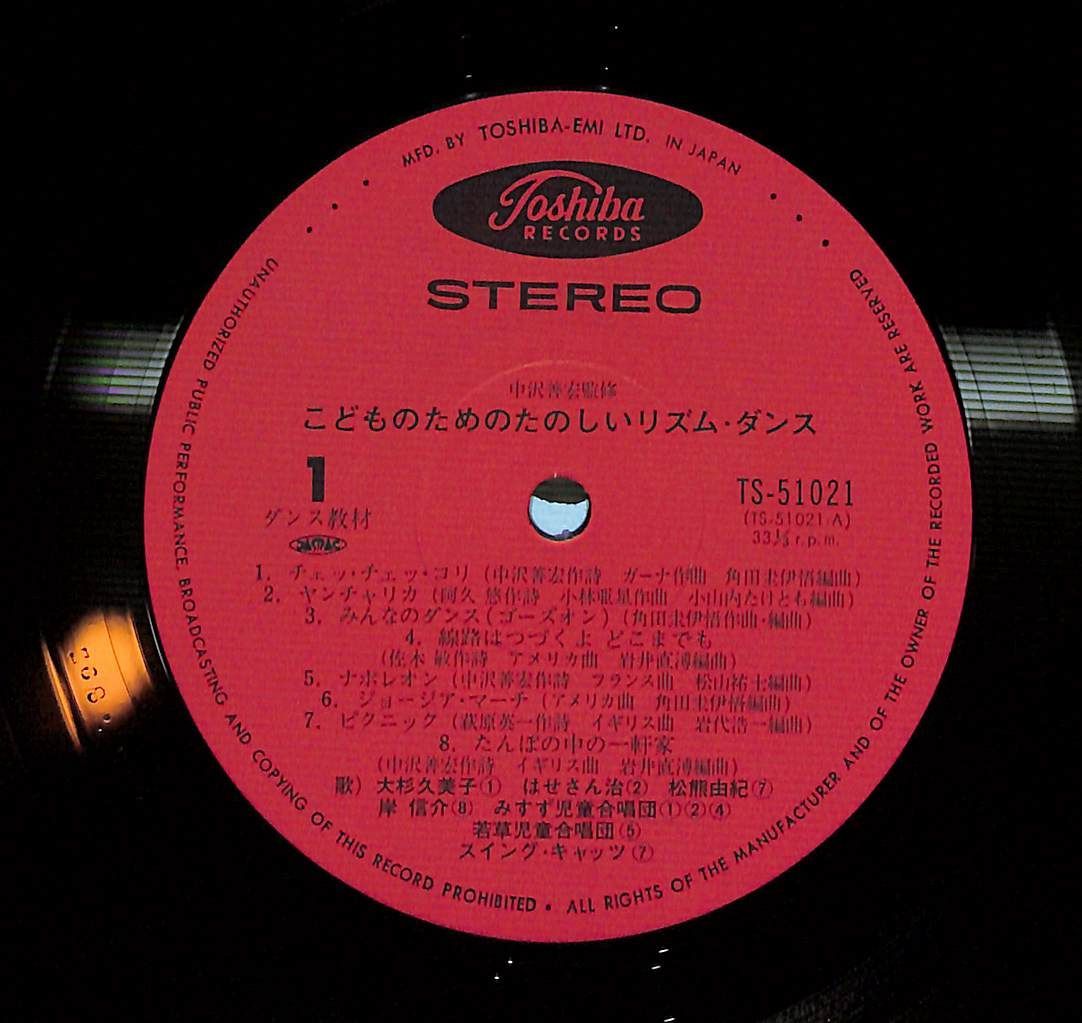 MFD. BY TOSHIBA-EMI LTD. IN JAPAN
Toshiba
RECORDS
STEREO
中沢善宏監修
こどものためのたのしいリズム・ダンス
1
ダンス教材
TS-51021
(TS-51021-A)
33⅓ r.p.m.
1. チェッ・チェッ・コリ (中沢善宏作詩 ガーナ作曲 角田圭伊悟編曲)
2. ヤンチャリカ (阿久 悠作詩 小林亜星作曲 小山内たけとも編曲)
3. みんなのダンス(ゴーズオン) (角田圭伊悟作曲・編曲)
4. 線路はつづくよ どこまでも
(佐木 敏作詩 アメリカ曲 岩井直溥編曲)
5. ナポレオン (中沢善宏作詩 フランス曲 松山祐士編曲)
6. ジョージア・マーチ (アメリカ曲 角田圭伊悟編曲)
7. ピクニック (萩原英一作詩 イギリス曲 岩代浩一編曲)
8. たんぼの中の一軒家
(中沢善宏作詩 イギリス曲 岩井直溥編曲)
歌) 大杉久美子(1) はせさん治(2) 松熊由紀(7)
岸 信介(8) みすず児童合唱団(1)(2)(4)
若草児童合唱団(5)
スイング・キャッツ(7)
UNAUTHORIZED PUBLIC PERFORMANCE, BROADCASTING AND COPYING OF THIS RECORD PROHIBITED • ALL RIGHTS OF THE MANUFACTURER AND OF THE OWNER OF THE RECORDED WORK ARE RESERVED